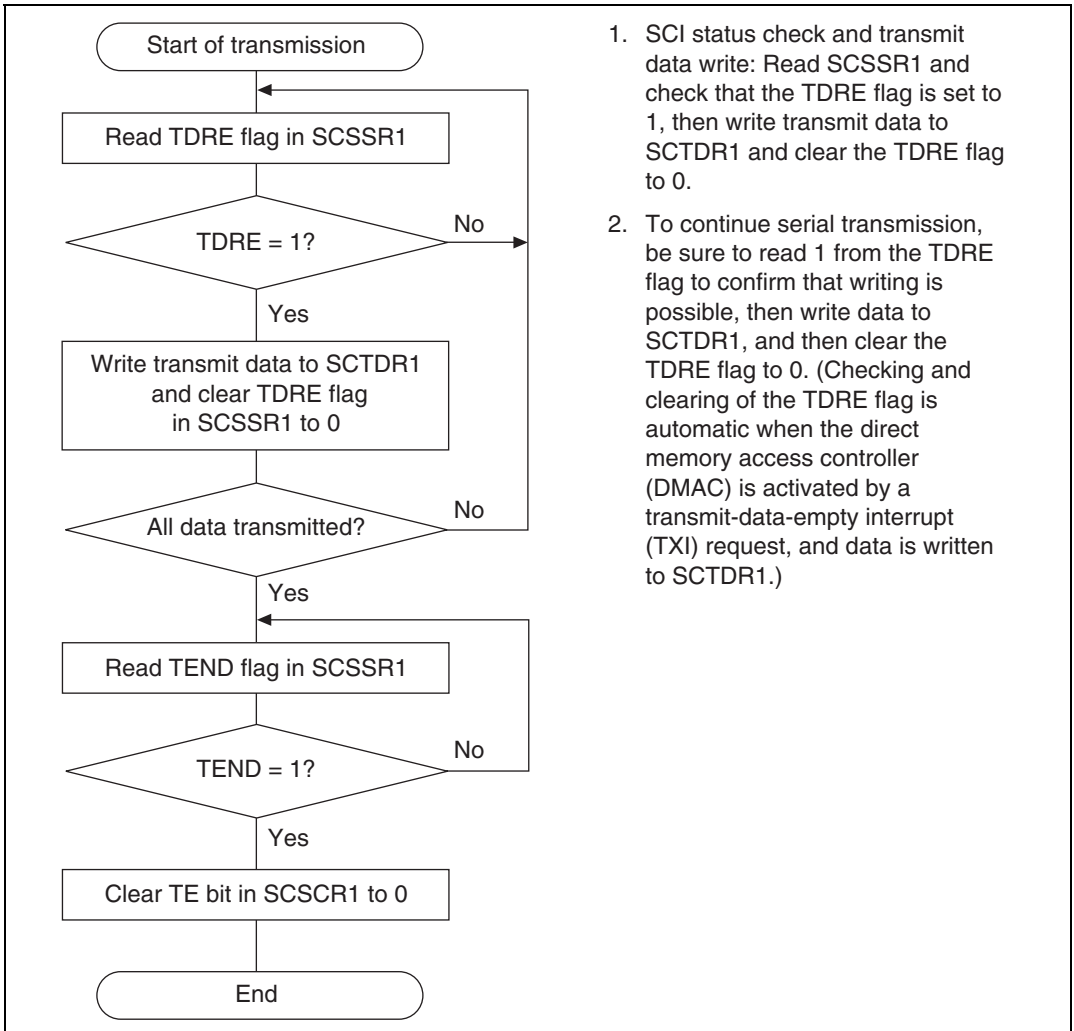 Start of transmission
Read TDRE flag in SCSSR1
TDRE = 1?
No
Yes
Write transmit data to SCTDR1
and clear TDRE flag
in SCSSR1 to 0
All data transmitted?
No
Yes
Read TEND flag in SCSSR1
TEND = 1?
No
Yes
Clear TE bit in SCSCR1 to 0
End
1. SCI status check and transmit
data write: Read SCSSR1 and
check that the TDRE flag is set to
1, then write transmit data to
SCTDR1 and clear the TDRE flag
to 0.
2. To continue serial transmission,
be sure to read 1 from the TDRE
flag to confirm that writing is
possible, then write data to
SCTDR1, and then clear the
TDRE flag to 0. (Checking and
clearing of the TDRE flag is
automatic when the direct
memory access controller
(DMAC) is activated by a
transmit-data-empty interrupt
(TXI) request, and data is written
to SCTDR1.)